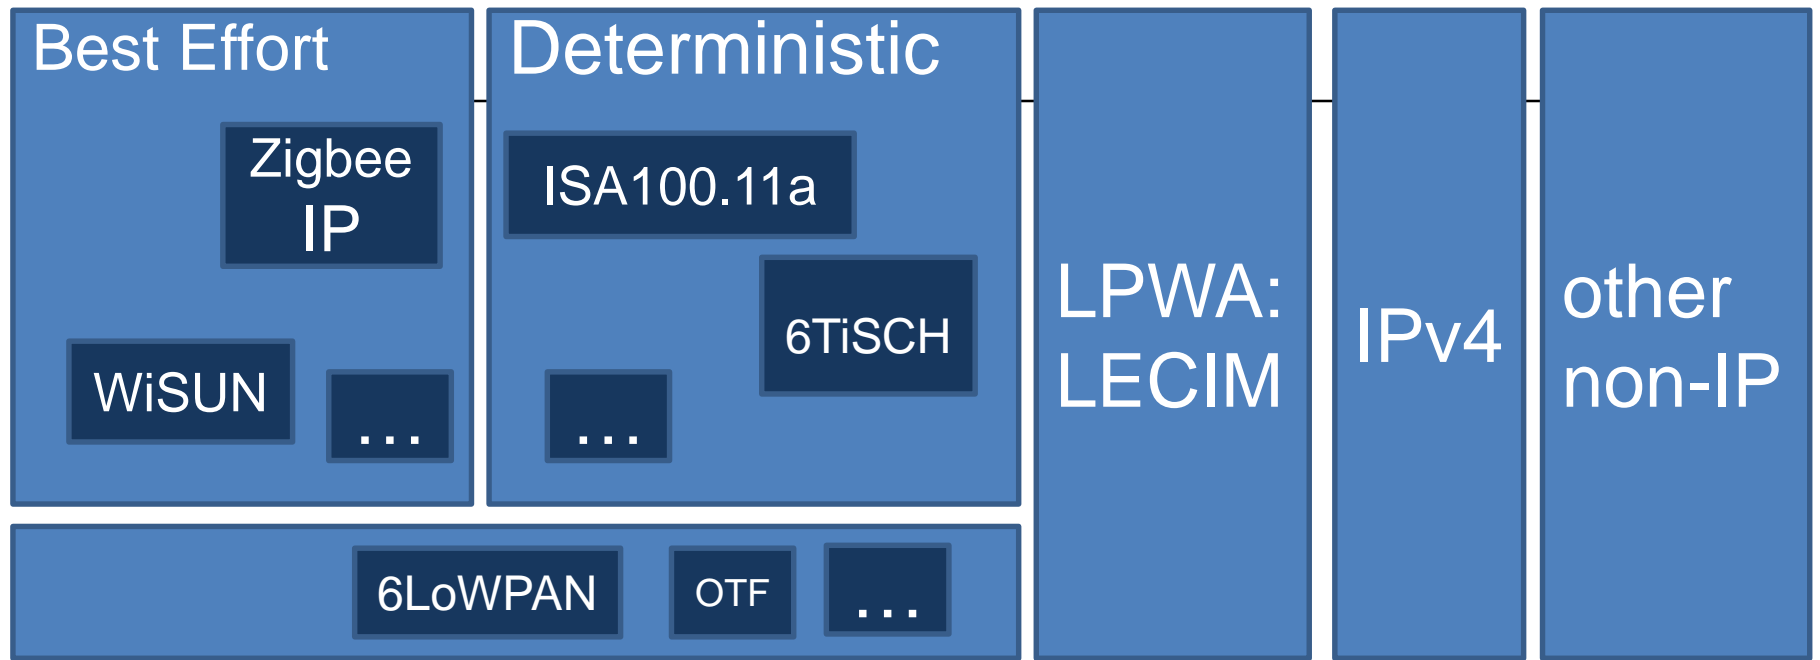 Best Effort
Zigbee
IP
WiSUN
...
Deterministic
ISA100.11a
6TiSCH
...
6LoWPAN
OTF
...
LPWA:
LECIM
IPv4
other
non-IP